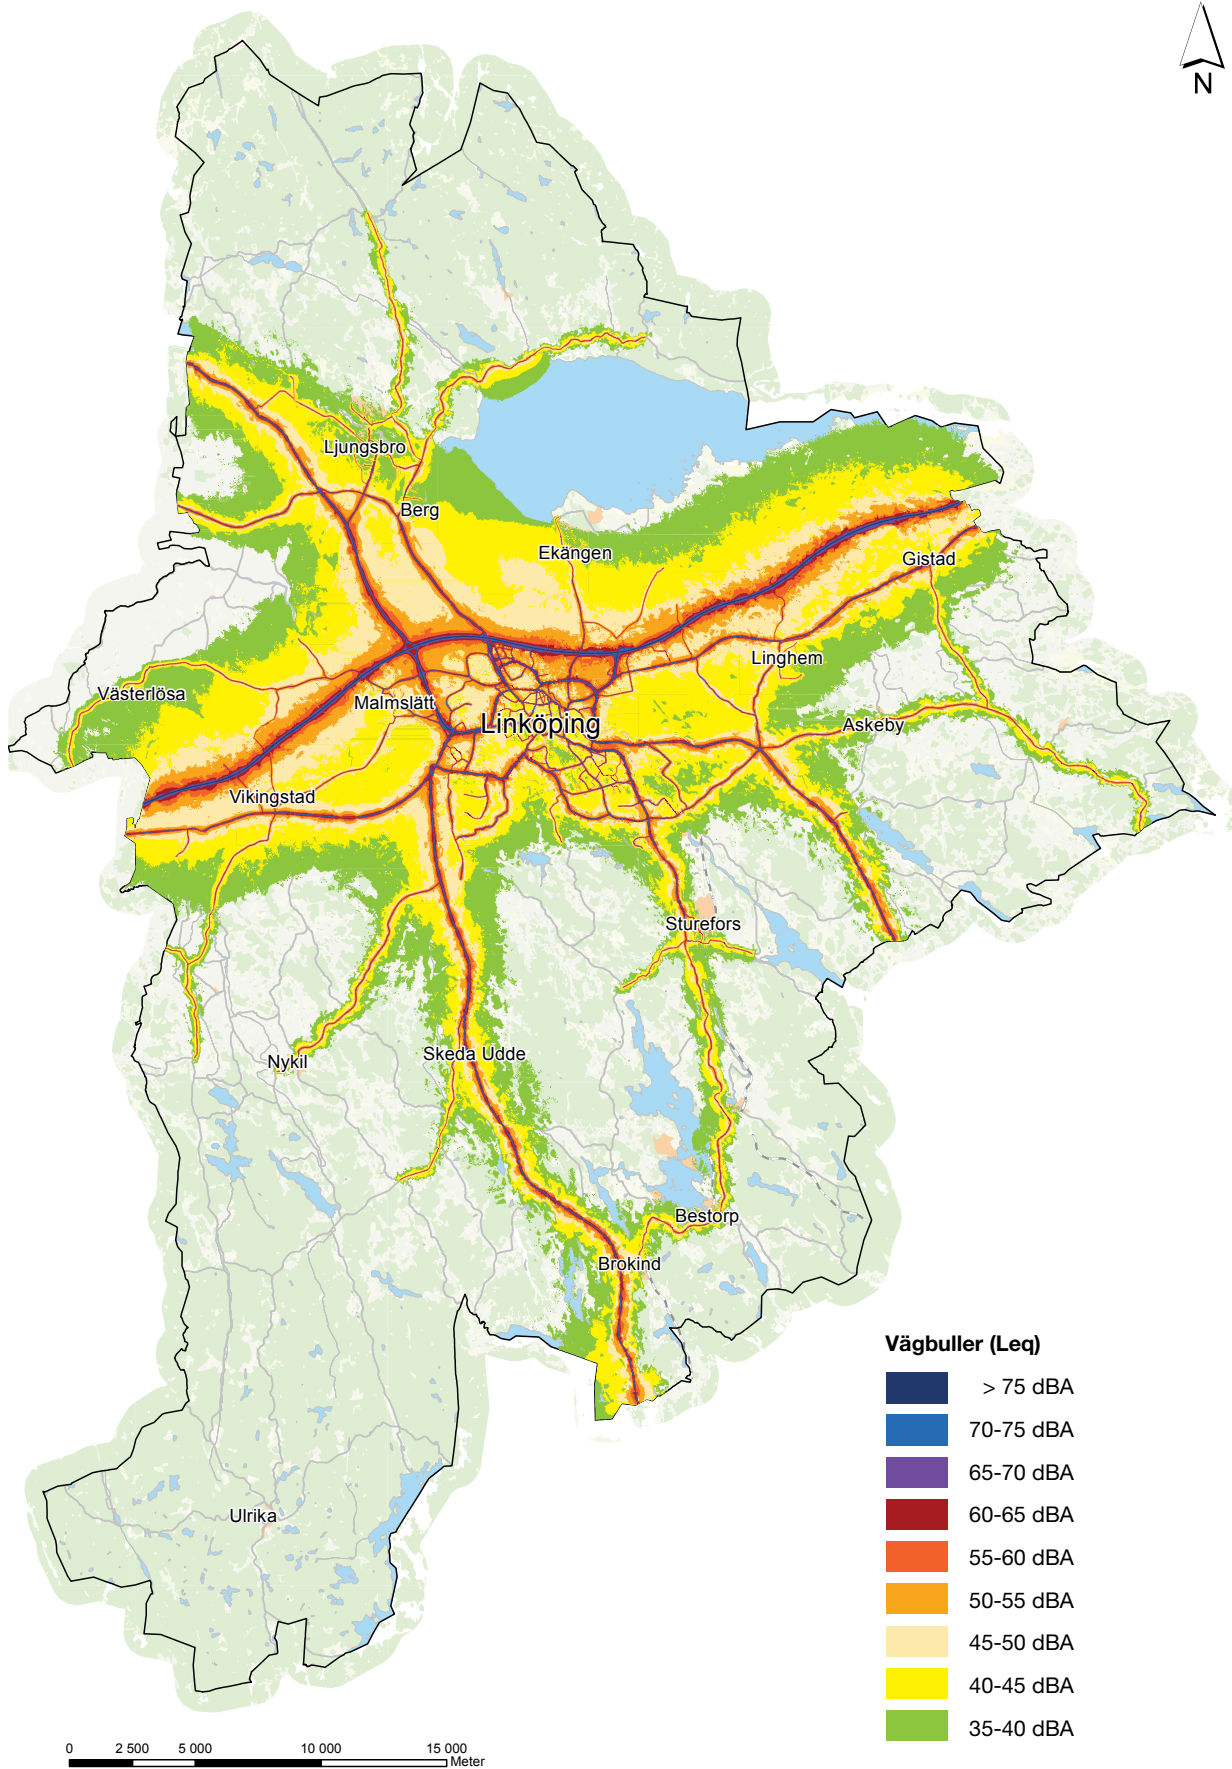 N
Ljungsbro
Berg
Ekängen
Gistad
Linghem
Västerlösa
Malmslätt
Linköping
Askeby
Vikingstad
Sturefors
Skeda Udde
Nykil
Bestorp
Brokind
Ulrika
Vägbuller (Leq)
> 75 dBA
70-75 dBA
65-70 dBA
60-65 dBA
55-60 dBA
50-55 dBA
45-50 dBA
40-45 dBA
35-40 dBA
0 2 500 5 000 10 000 15 000
Meter